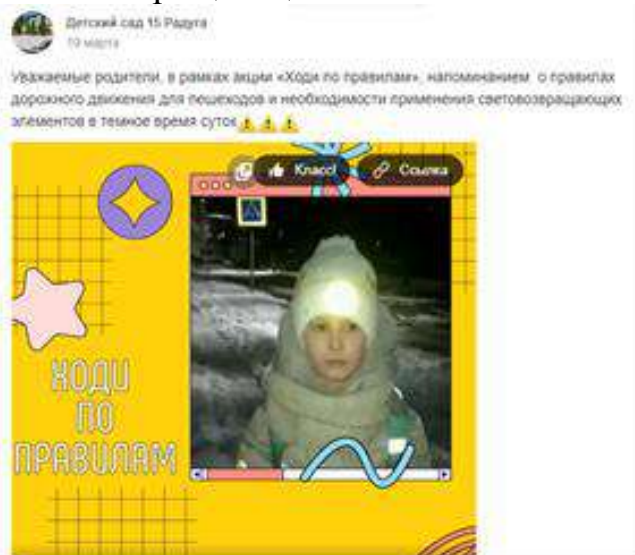 Детский сад 15 Радуга
19 марта
Уважаемые родители, в рамках акции «Ходи по правилам», напоминанием о правилах
дорожного движения для пешеходов и необходимости применения световозвращающих
элементов в темное время суток
Класс!
Ссылка
ХОДИ
ПО
ПРАВИЛАМ